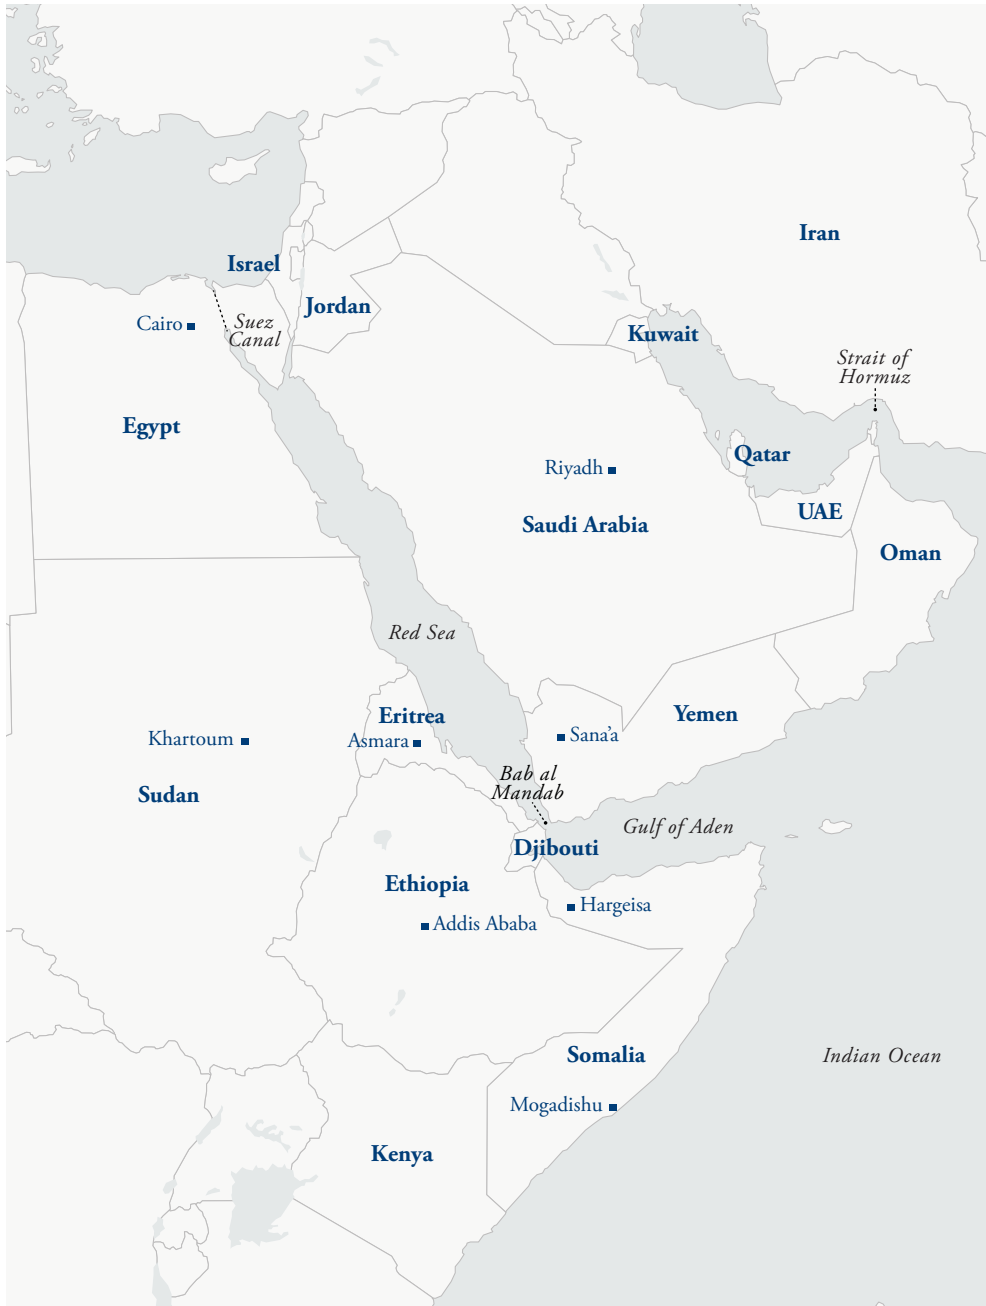 Iran
Israel
Jordan
Cairo
Suez
Canal
Kuwait
Strait of
Hormuz
Egypt
Qatar
Riyadh
UAE
Saudi Arabia
Oman
Red Sea
Eritrea
Yemen
Khartoum
Asmara
Sana’a
Bab al
Mandab
Sudan
Gulf of Aden
Djibouti
Ethiopia
Hargeisa
Addis Ababa
Somalia
Indian Ocean
Mogadishu
Kenya